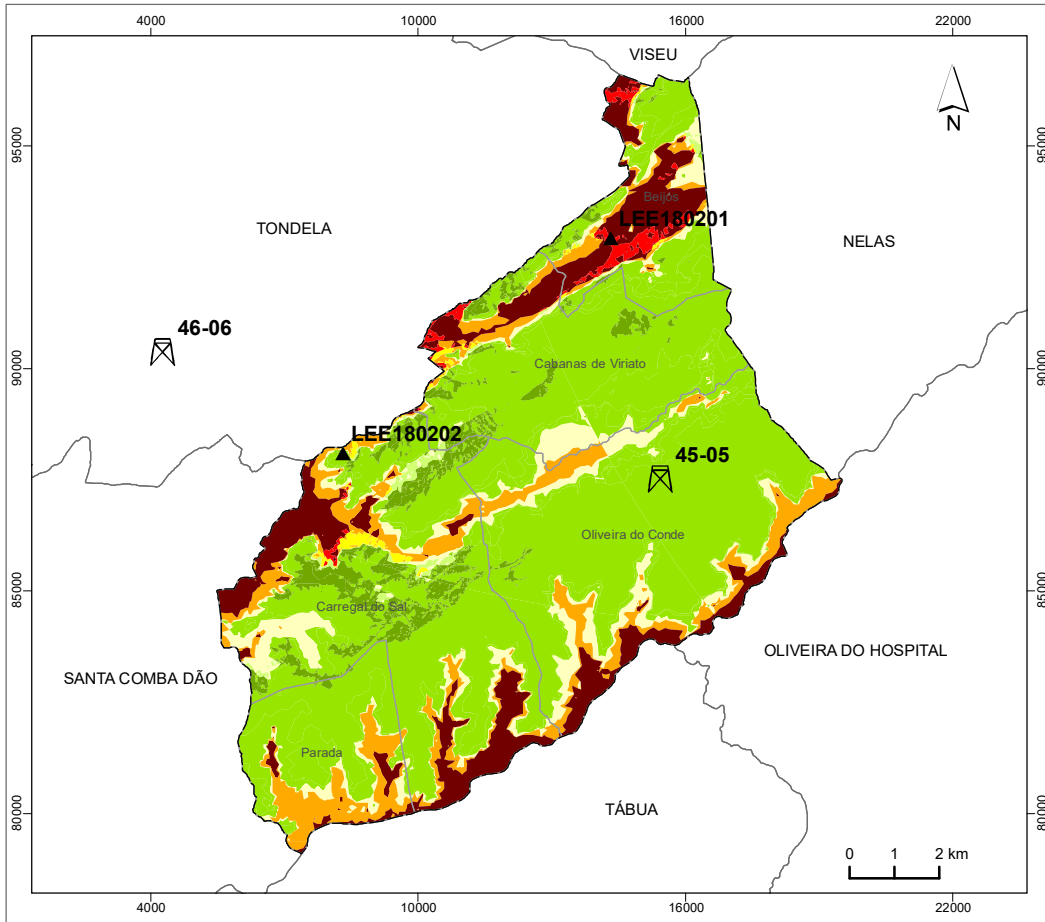 4000
10000
16000
22000
VISEU
N
95000
95000
Beijós
LEE180201
TONDELA
NELAS
46-06
90000
Cabanas de Viriato
90000
LEE180202
45-05
Oliveira do Conde
85000
Carregal do Sal
85000
OLIVEIRA DO HOSPITAL
SANTA COMBA DÃO
Parada
80000
TÁBUA
80000
0 1 2 km
4000
10000
16000
22000